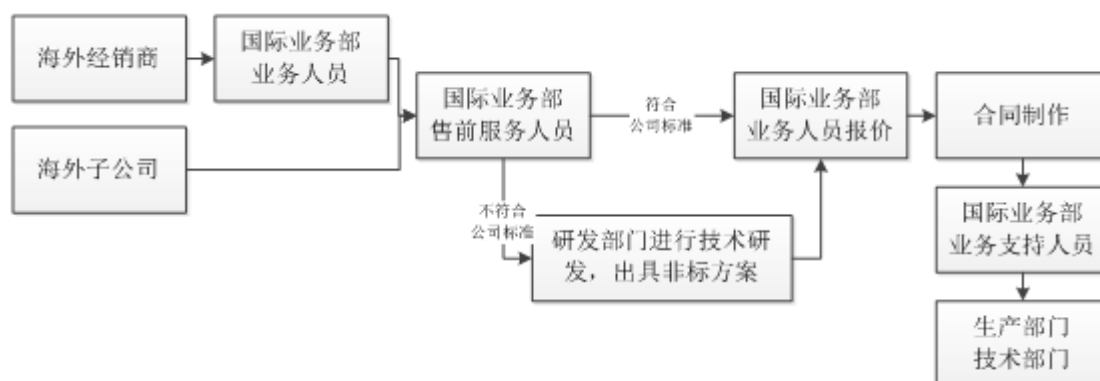 海外经销商
国际业务部
业务人员
海外子公司
国际业务部
售前服务人员
符合
公司标准
不符合
公司标准
研发部门进行技术研
发，出具非标方案
国际业务部
业务人员报价
合同制作
国际业务部
业务支持人员
生产部门
技术部门